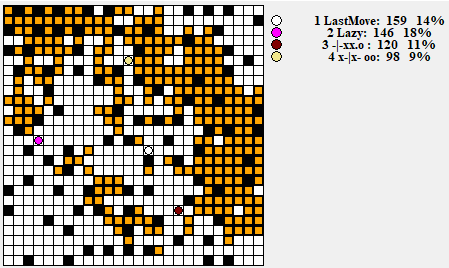 1 LastMove: 159 14%
2 Lazy: 146 18%
3 -|-xx.o : 120 11%
4 x-|x- oo: 98 9%